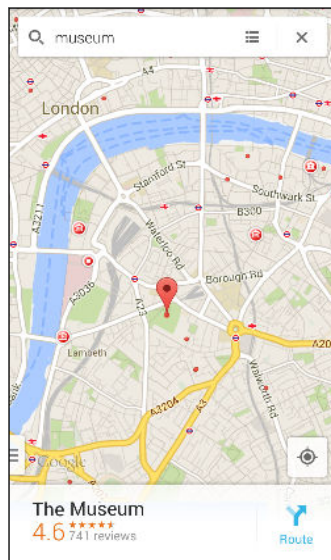 museum
A4
London
Stamford St
Southwark St
A3211
B300
Waterloo Rd
Borough Rd
A3036
A23
Lambeth
A20
Walworth Rd
A3204
A3
Google
The Museum
4.6 741 reviews
Route